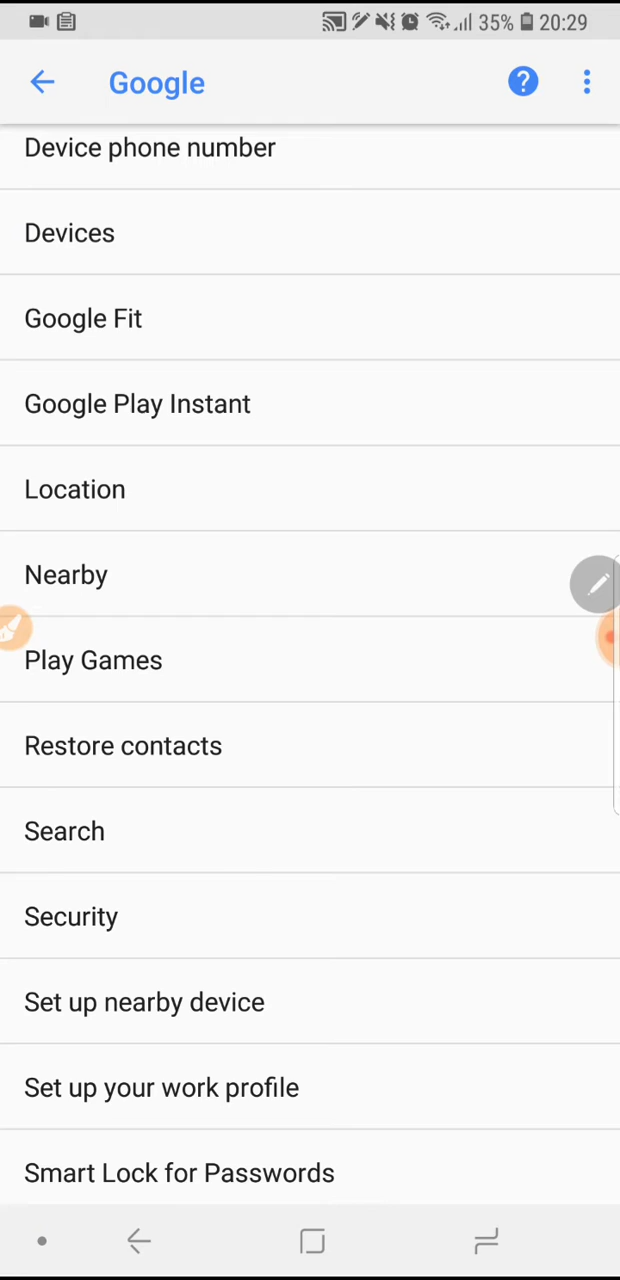 35% 20:29
Google ?
Device phone number
Devices
Google Fit
Google Play Instant
Location
Nearby
Play Games
Restore contacts
Search
Security
Set up nearby device
Set up your work profile
Smart Lock for Passwords